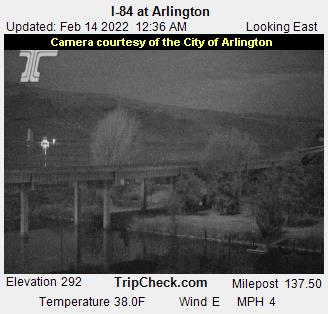 I-84 at Arlington
Updated: Feb 14 2022 12:36 AM Looking East
Camera courtesy of the City of Arlington
Elevation 292 TripCheck.com Milepost 137.50
Temperature 38.0F Wind E MPH 4